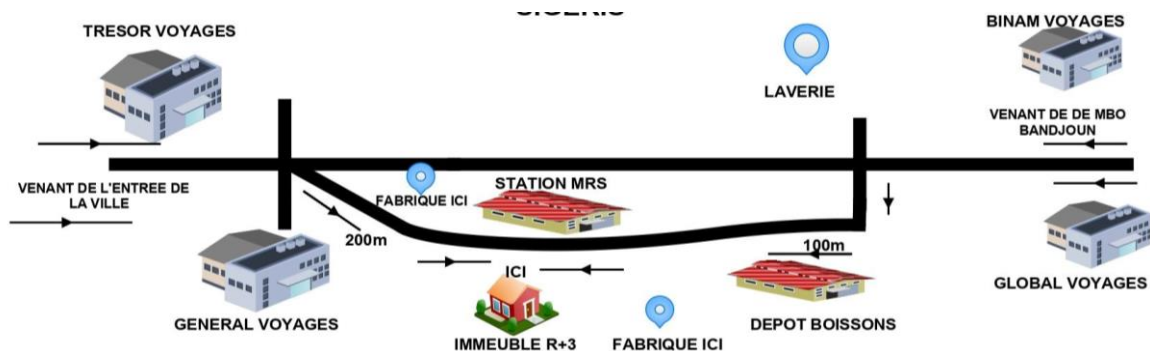 TRESOR VOYAGES
BINAM VOYAGES
LAVERIE
VENANT DE DE MBO
BANDJOUN
VENANT DE L'ENTREE DE
LA VILLE
FABRIQUE ICI
STATION MRS
200m
100m
ICI
GENERAL VOYAGES
IMMEUBLE R+3
FABRIQUE ICI
DEPOT BOISSONS
GLOBAL VOYAGES